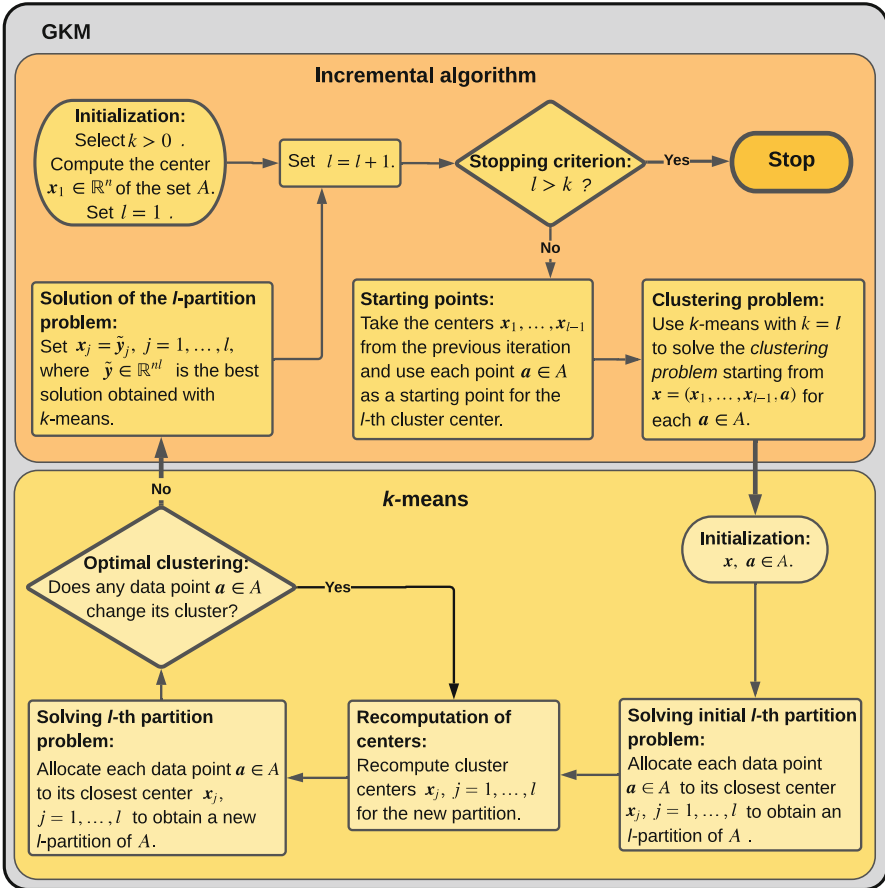 GKM
Incremental algorithm
Initialization:
Select k > 0 .
Compute the center
x₁ ∈ ℝⁿ of the set A.
Set l = 1 .
Set l = l + 1.
Stopping criterion:
l > k ?
Yes
Stop
No
Solution of the l-partition
problem:
Set x_j = ỹ_j, j = 1, … , l,
where ỹ ∈ ℝⁿˡ is the best
solution obtained with
k-means.
Starting points:
Take the centers x₁, … , x_{l−1}
from the previous iteration
and use each point a ∈ A
as a starting point for the
l-th cluster center.
Clustering problem:
Use k-means with k = l
to solve the clustering
problem starting from
x = (x₁, … , x_{l−1}, a) for
each a ∈ A.
k-means
No
Optimal clustering:
Does any data point a ∈ A
change its cluster?
Yes
Initialization:
x, a ∈ A.
Solving l-th partition
problem:
Allocate each data point a ∈ A
to its closest center x_j,
j = 1, … , l to obtain a new
l-partition of A.
Recomputation of
centers:
Recompute cluster
centers x_j, j = 1, … , l
for the new partition.
Solving initial l-th partition
problem:
Allocate each data point
a ∈ A to its closest center
x_j, j = 1, … , l to obtain an
l-partition of A .